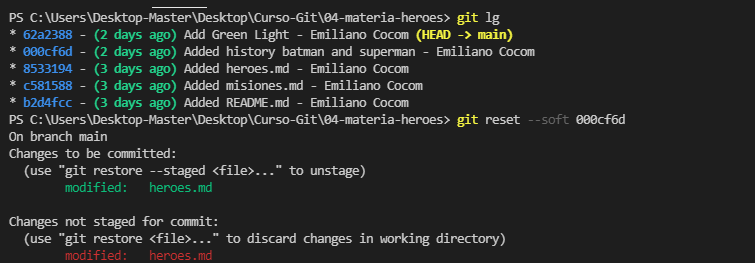 PS C:\Users\Desktop-Master\Desktop\Curso-Git\04-materia-heroes> git lg
* 62a2388 - (2 days ago) Add Green Light - Emiliano Cocom (HEAD -> main)
* 000cf6d - (2 days ago) Added history batman and superman - Emiliano Cocom
* 8533194 - (3 days ago) Added heroes.md - Emiliano Cocom
* c581588 - (3 days ago) Added misiones.md - Emiliano Cocom
* b2d4fcc - (3 days ago) Added README.md - Emiliano Cocom
PS C:\Users\Desktop-Master\Desktop\Curso-Git\04-materia-heroes> git reset --soft 000cf6d
On branch main
Changes to be committed:
  (use "git restore --staged <file>..." to unstage)
        modified:   heroes.md

Changes not staged for commit:
  (use "git restore <file>..." to discard changes in working directory)
        modified:   heroes.md